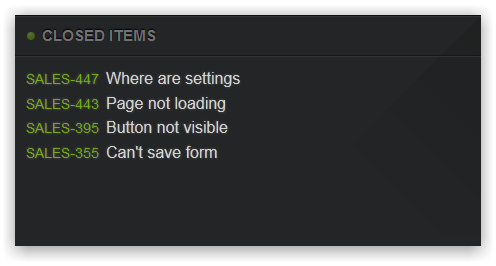 CLOSED ITEMS
SALES-447 Where are settings
SALES-443 Page not loading
SALES-395 Button not visible
SALES-355 Can't save form